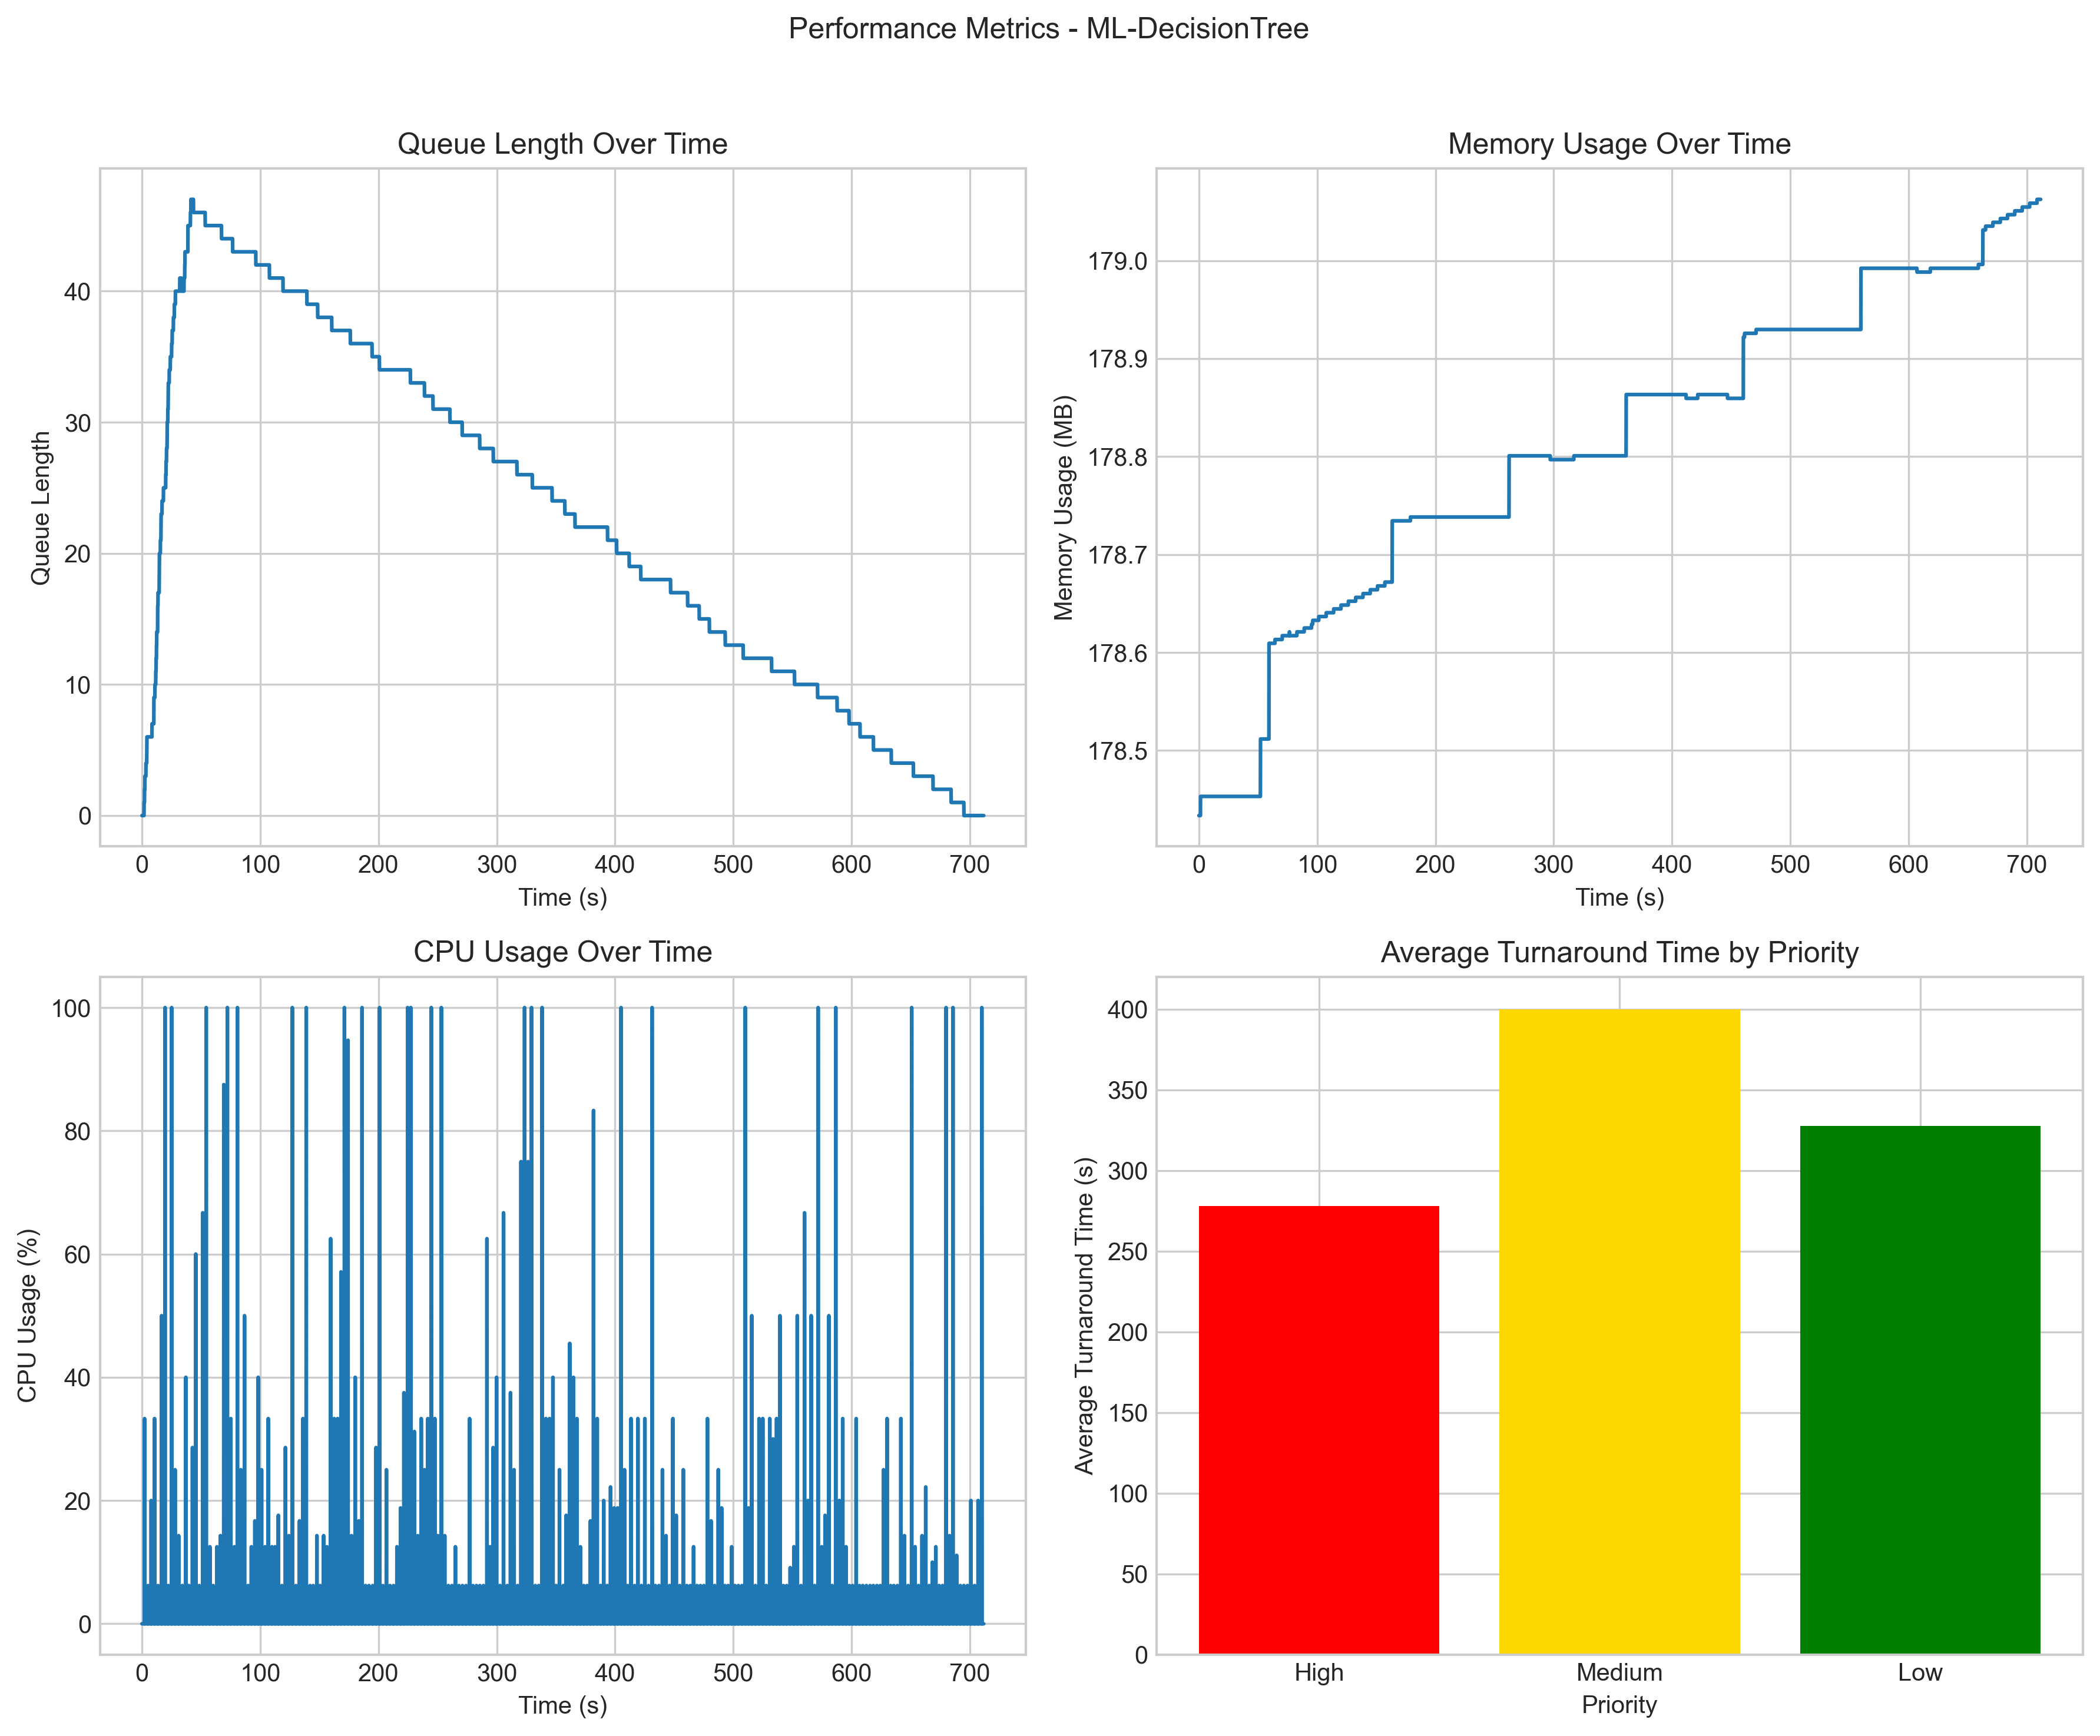 Performance Metrics - ML-DecisionTree
Queue Length Over Time
Queue Length
40
30
20
10
0
0 100 200 300 400 500 600 700
Time (s)
Memory Usage Over Time
Memory Usage (MB)
179.0
178.9
178.8
178.7
178.6
178.5
0 100 200 300 400 500 600 700
Time (s)
CPU Usage Over Time
CPU Usage (%)
100
80
60
40
20
0
0 100 200 300 400 500 600 700
Time (s)
Average Turnaround Time by Priority
Average Turnaround Time (s)
400
350
300
250
200
150
100
50
0
High Medium Low
Priority